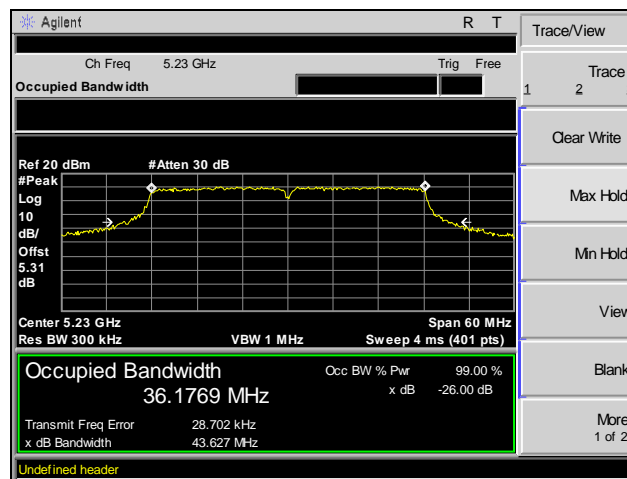 Agilent R T
Trace/View
Ch Freq 5.23 GHz Trig Free
Occupied Bandwidth
Trace
1 2
Clear Write
Ref 20 dBm #Atten 30 dB
#Peak
Log
10
dB/
Offst
5.31
dB
Max Hold
Min Hold
View
Center 5.23 GHz Span 60 MHz
Res BW 300 kHz VBW 1 MHz Sweep 4 ms (401 pts)
Occupied Bandwidth Occ BW % Pwr 99.00 %
36.1769 MHz x dB -26.00 dB
Blank
Transmit Freq Error 28.702 kHz
x dB Bandwidth 43.627 MHz
More
1 of 2
Undefined header